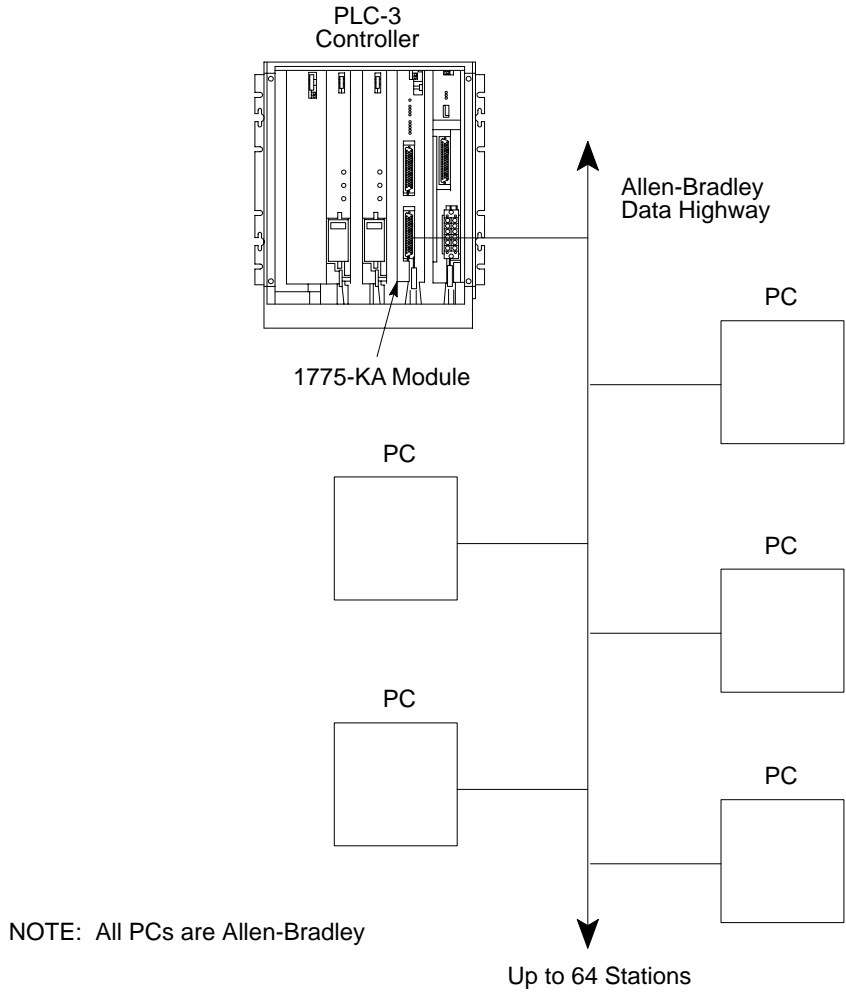 PLC-3
Controller
Allen-Bradley
Data Highway
PC
1775-KA Module
PC
PC
PC
PC
NOTE: All PCs are Allen-Bradley
Up to 64 Stations